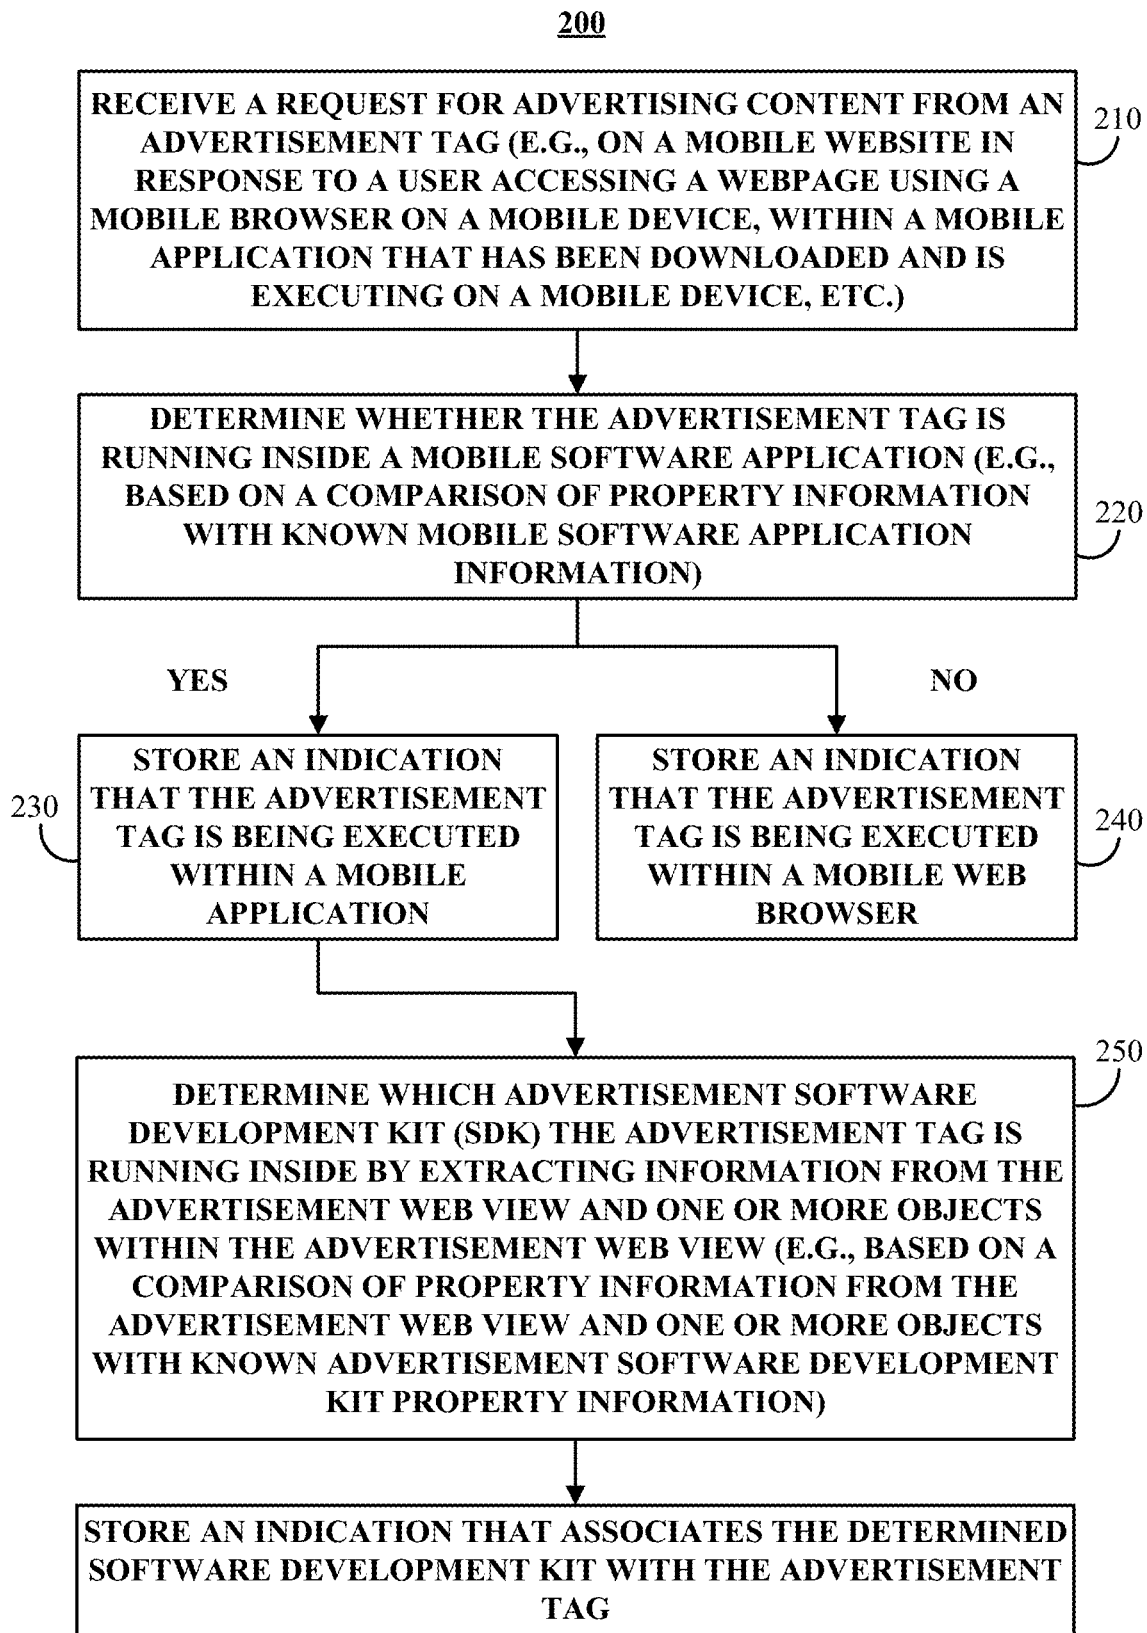 200
RECEIVE A REQUEST FOR ADVERTISING CONTENT FROM AN
ADVERTISEMENT TAG (E.G., ON A MOBILE WEBSITE IN
RESPONSE TO A USER ACCESSING A WEBPAGE USING A
MOBILE BROWSER ON A MOBILE DEVICE, WITHIN A MOBILE
APPLICATION THAT HAS BEEN DOWNLOADED AND IS
EXECUTING ON A MOBILE DEVICE, ETC.)
210
DETERMINE WHETHER THE ADVERTISEMENT TAG IS
RUNNING INSIDE A MOBILE SOFTWARE APPLICATION (E.G.,
BASED ON A COMPARISON OF PROPERTY INFORMATION
WITH KNOWN MOBILE SOFTWARE APPLICATION
INFORMATION)
220
YES
NO
STORE AN INDICATION
THAT THE ADVERTISEMENT
TAG IS BEING EXECUTED
WITHIN A MOBILE
APPLICATION
230
STORE AN INDICATION
THAT THE ADVERTISEMENT
TAG IS BEING EXECUTED
WITHIN A MOBILE WEB
BROWSER
240
250
DETERMINE WHICH ADVERTISEMENT SOFTWARE
DEVELOPMENT KIT (SDK) THE ADVERTISEMENT TAG IS
RUNNING INSIDE BY EXTRACTING INFORMATION FROM THE
ADVERTISEMENT WEB VIEW AND ONE OR MORE OBJECTS
WITHIN THE ADVERTISEMENT WEB VIEW (E.G., BASED ON A
COMPARISON OF PROPERTY INFORMATION FROM THE
ADVERTISEMENT WEB VIEW AND ONE OR MORE OBJECTS
WITH KNOWN ADVERTISEMENT SOFTWARE DEVELOPMENT
KIT PROPERTY INFORMATION)
STORE AN INDICATION THAT ASSOCIATES THE DETERMINED
SOFTWARE DEVELOPMENT KIT WITH THE ADVERTISEMENT
TAG